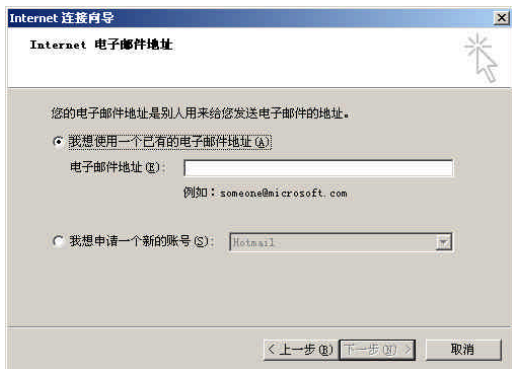 Internet 连接向导
Internet 电子邮件地址
您的电子邮件地址是别人用来给您发送电子邮件的地址。
我想使用一个已有的电子邮件地址(A)
电子邮件地址(E):
例如：someone@microsoft.com
我想申请一个新的账号(S): Hotmail
< 上一步(B) 下一步(N) > 取消